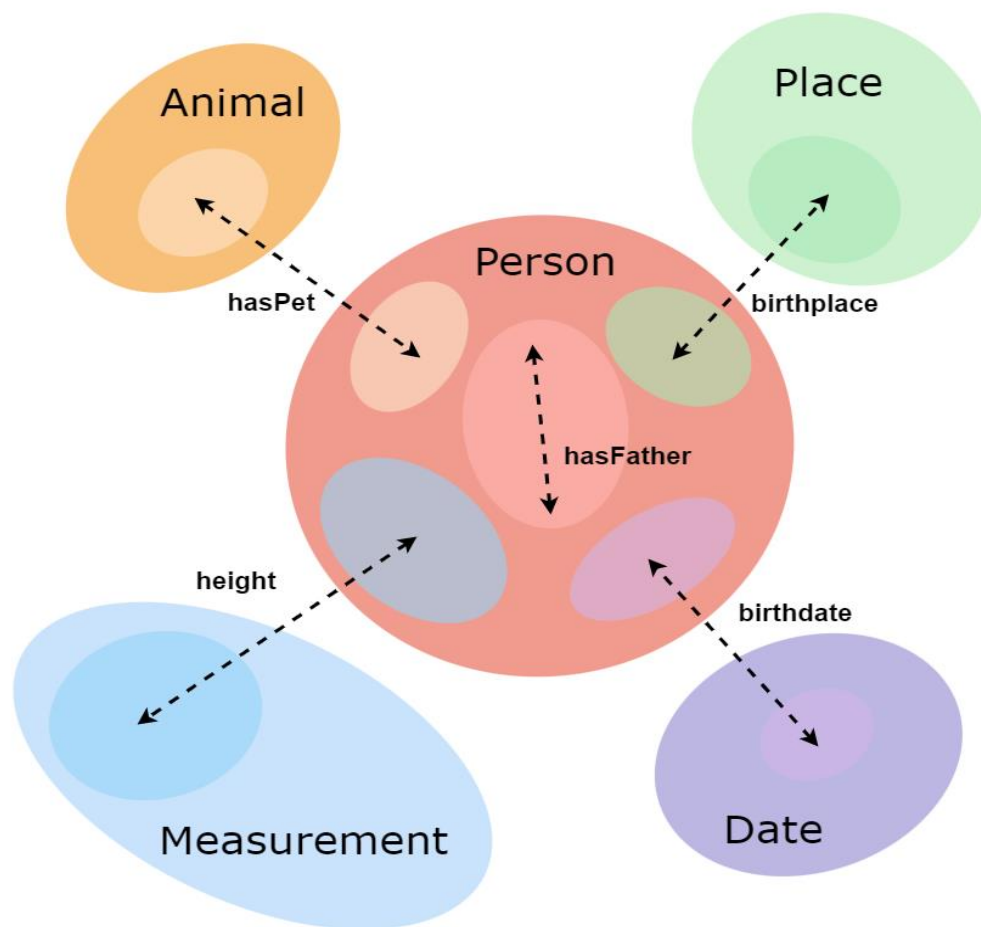 Animal
Place
Person
hasPet
birthplace
hasFather
height
birthdate
Measurement
Date